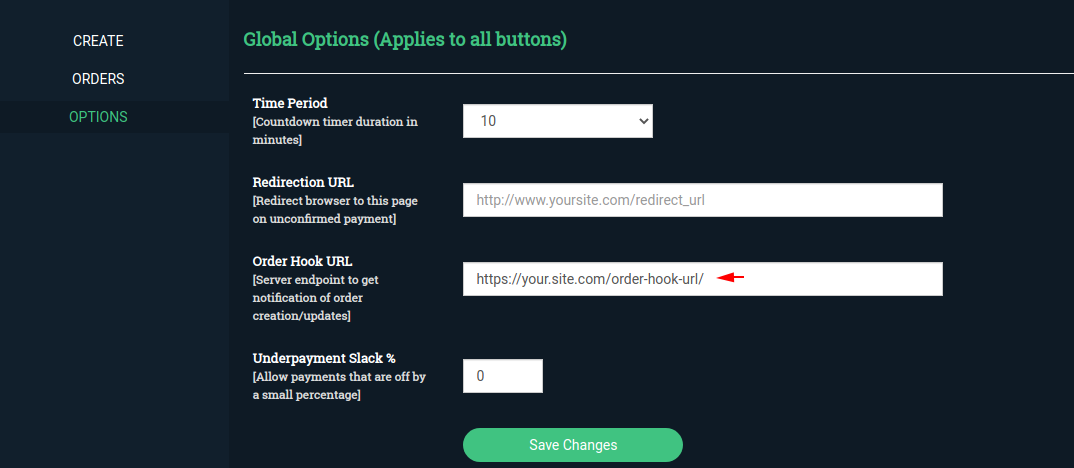 CREATE
ORDERS
OPTIONS
Global Options (Applies to all buttons)
Time Period
[Countdown timer duration in
minutes]
10
Redirection URL
[Redirect browser to this page
on unconfirmed payment]
http://www.yoursite.com/redirect_url
Order Hook URL
[Server endpoint to get
notification of order
creation/updates]
https://your.site.com/order-hook-url/
Underpayment Slack %
[Allow payments that are off by
a small percentage]
0
Save Changes